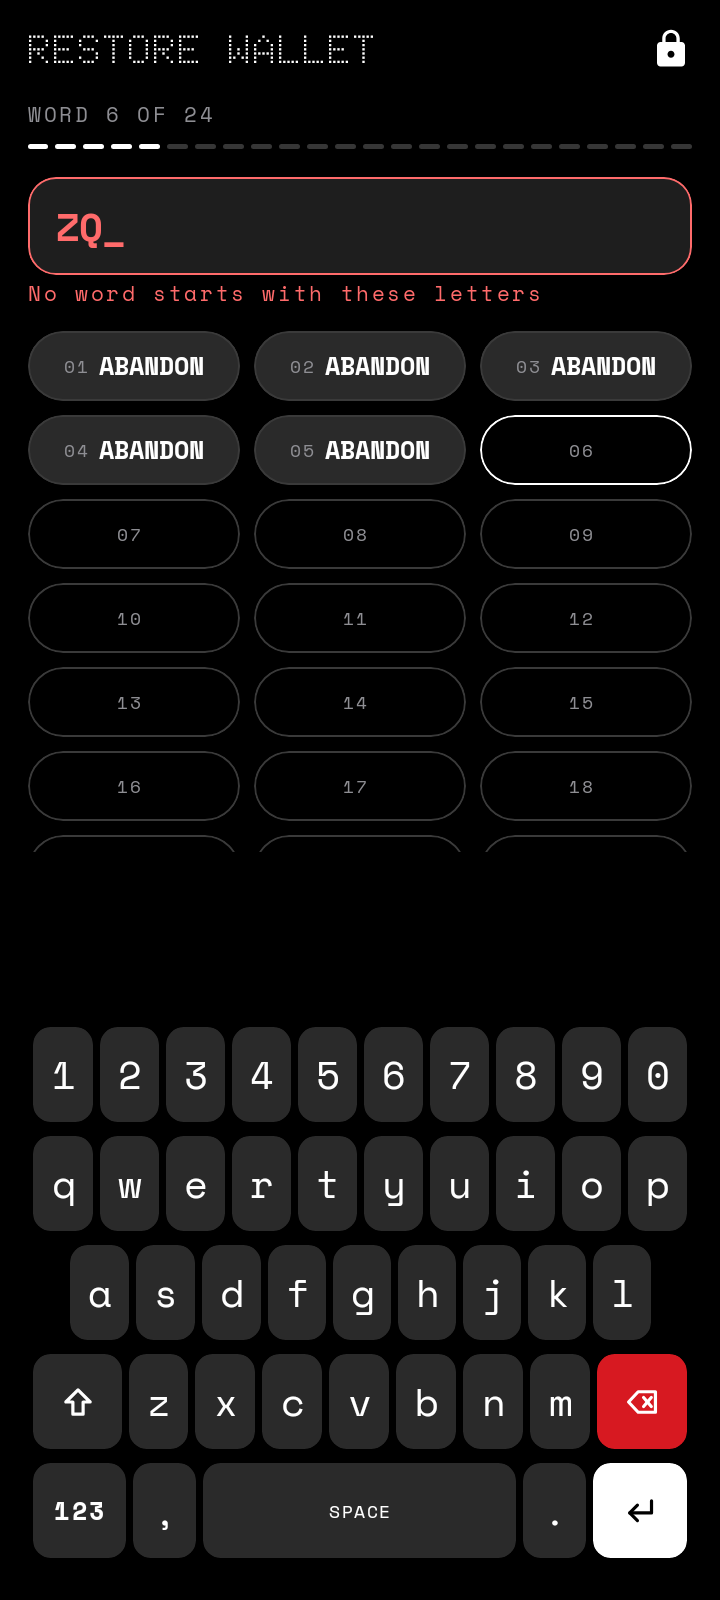 RESTORE WALLET
WORD 6 OF 24
ZQ_
No word starts with these letters
01 ABANDON 02 ABANDON 03 ABANDON
04 ABANDON 05 ABANDON 06
07 08 09
10 11 12
13 14 15
16 17 18
1 2 3 4 5 6 7 8 9 0
q w e r t y u i o p
a s d f g h j k l
z x c v b n m
123 , SPACE .